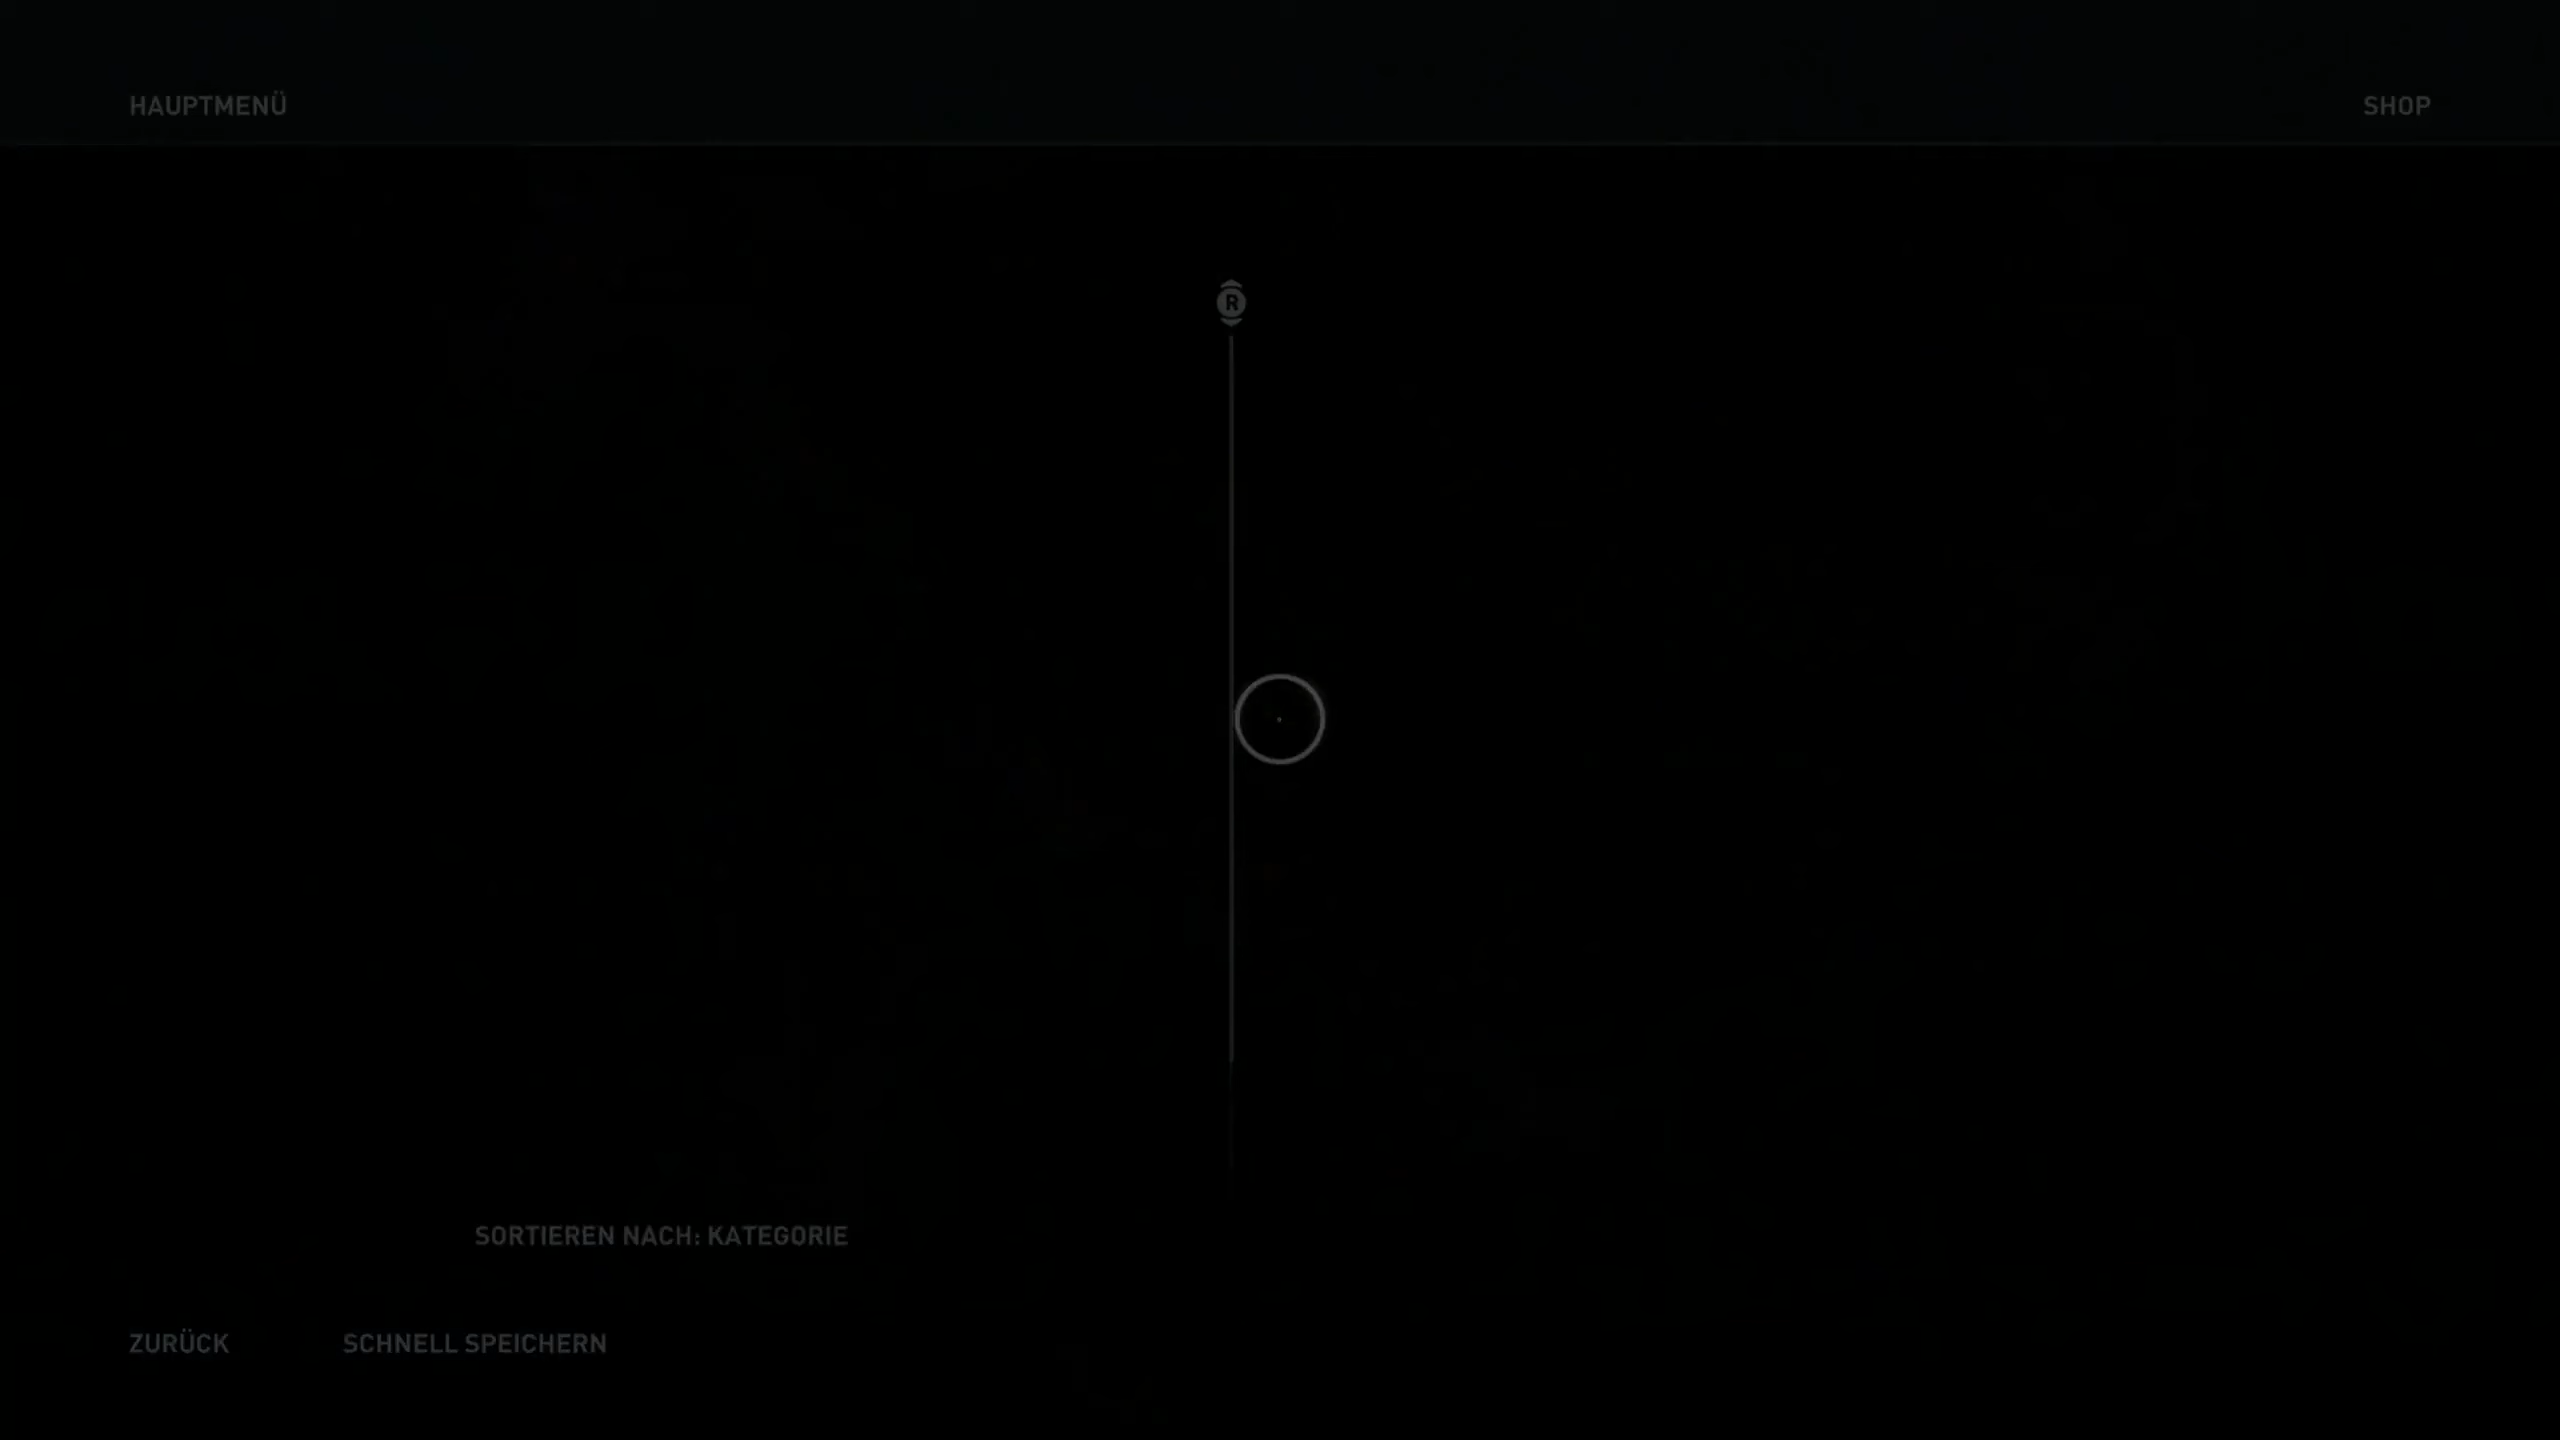 HAUPTMENÜ
SHOP
R
SORTIEREN NACH: KATEGORIE
ZURÜCK
SCHNELL SPEICHERN